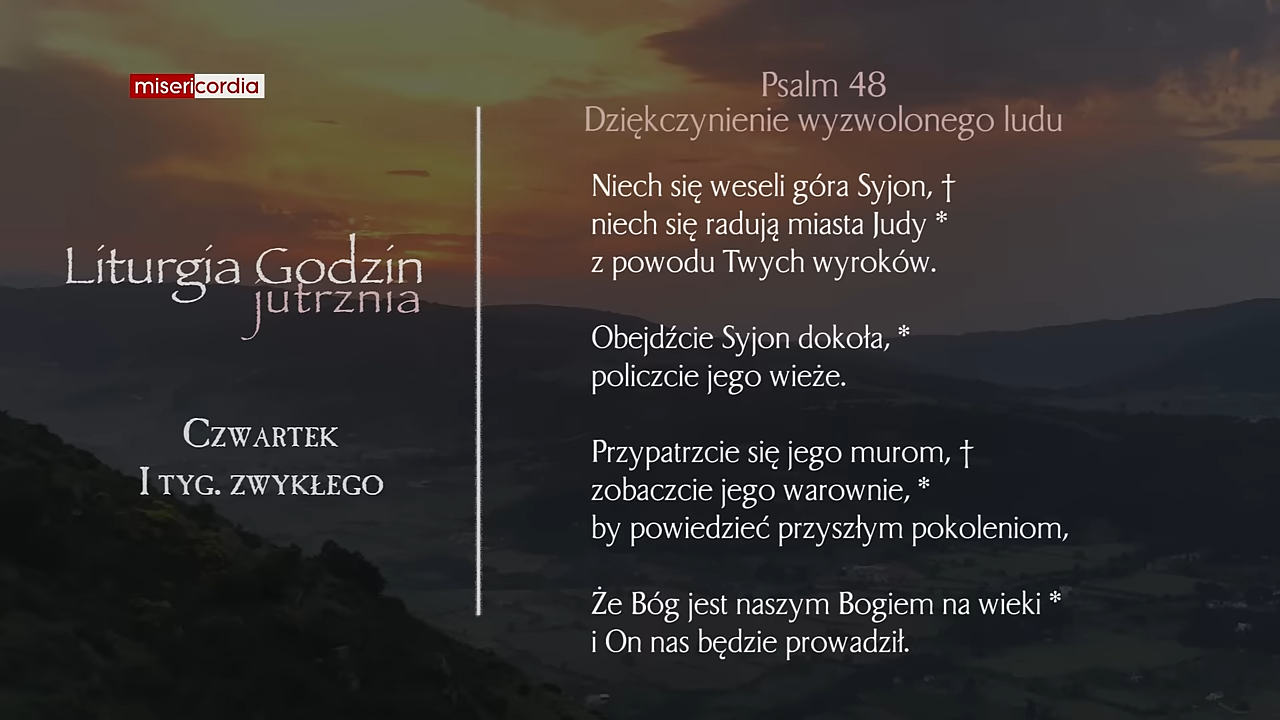 misericordia
Liturgia Godzin
jutrznia
Czwartek
I tyg. zwykłego
Psalm 48
Dziękczynienie wyzwolonego ludu
Niech się weseli góra Syjon, †
niech się radują miasta Judy *
z powodu Twych wyroków.
Obejdźcie Syjon dokoła, *
policzcie jego wieże.
Przypatrzcie się jego murom, †
zobaczcie jego warownie, *
by powiedzieć przyszłym pokoleniom,
Że Bóg jest naszym Bogiem na wieki *
i On nas będzie prowadził.